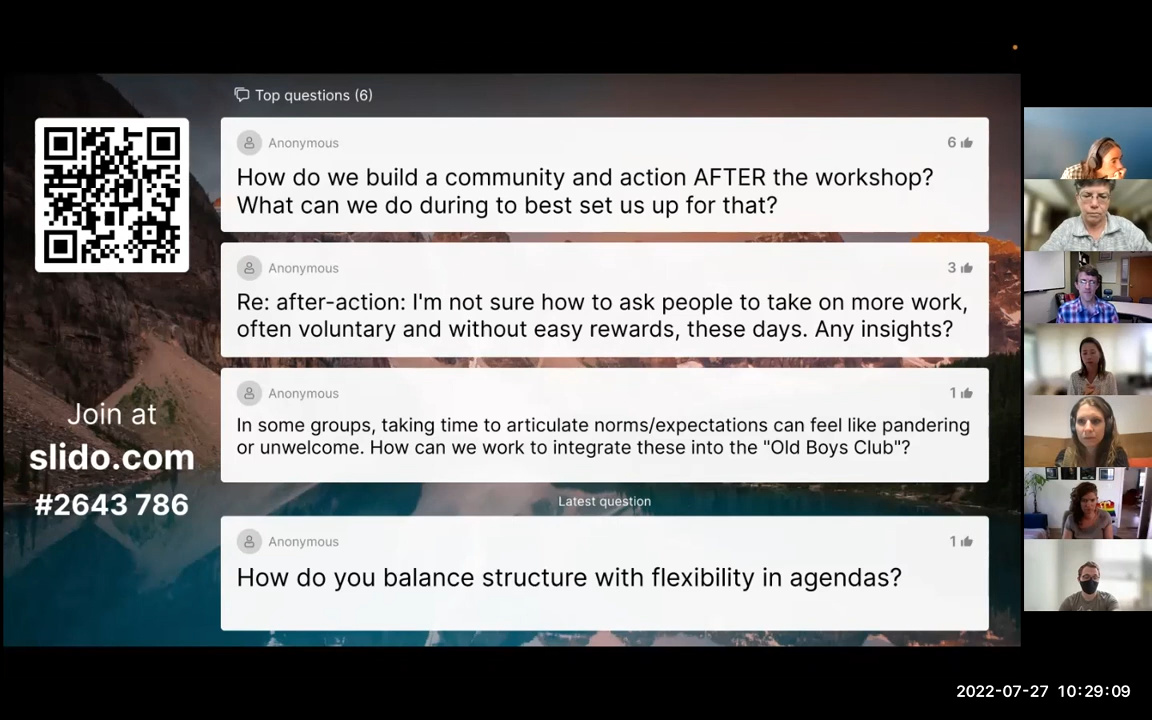 Top questions (6)
Anonymous
6
How do we build a community and action AFTER the workshop?
What can we do during to best set us up for that?
Anonymous
3
Re: after-action: I'm not sure how to ask people to take on more work,
often voluntary and without easy rewards, these days. Any insights?
Anonymous
1
In some groups, taking time to articulate norms/expectations can feel like pandering
or unwelcome. How can we work to integrate these into the "Old Boys Club"?
Latest question
Anonymous
1
How do you balance structure with flexibility in agendas?
Join at
slido.com
#2643 786
2022-07-27 10:29:09